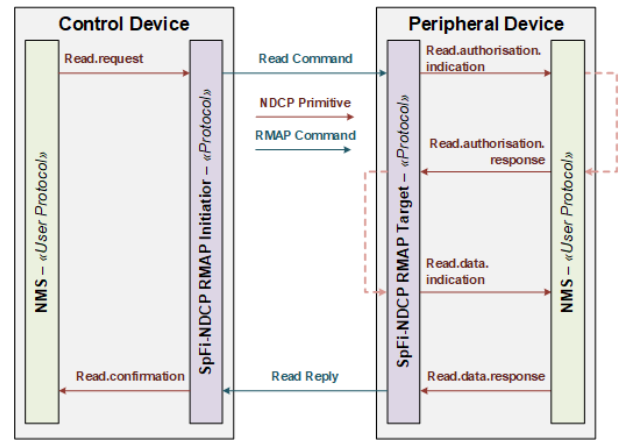 Control Device
Peripheral Device
Read.request
Read Command
Read.authorisation.
indication
NDCP Primitive
RMAP Command
Read.authorisation.
response
NMS – «User Protocol»
SpFi-NDCP RMAP Initiatior – «Protocol»
SpFi-NDCP RMAP Target – «Protocol»
NMS – «User Protocol»
Read.data.
indication
Read.confirmation
Read Reply
Read.data.response